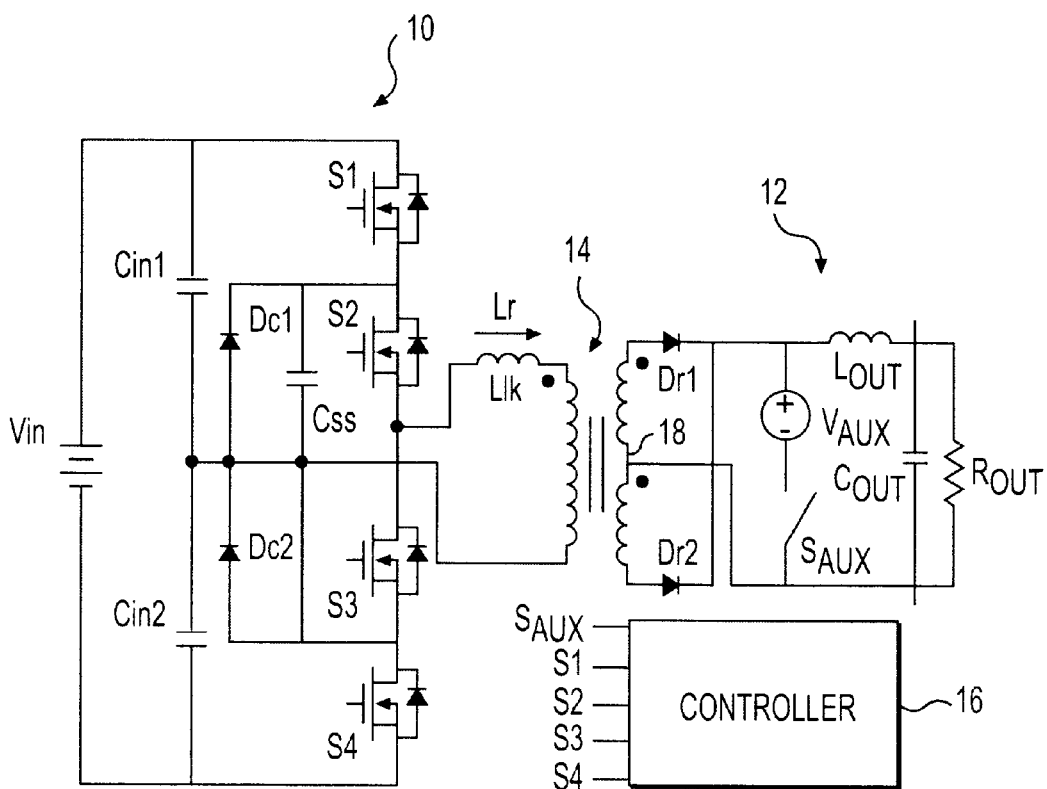 10
S1
12
14
Cin1
Lr
Dc1
S2
Llk
Dr1
LOUT
Css
18
VAUX
Vin
COUT
ROUT
Dc2
Dr2
SAUX
S3
Cin2
SAUX
S1
S2
CONTROLLER
16
S3
S4
S4